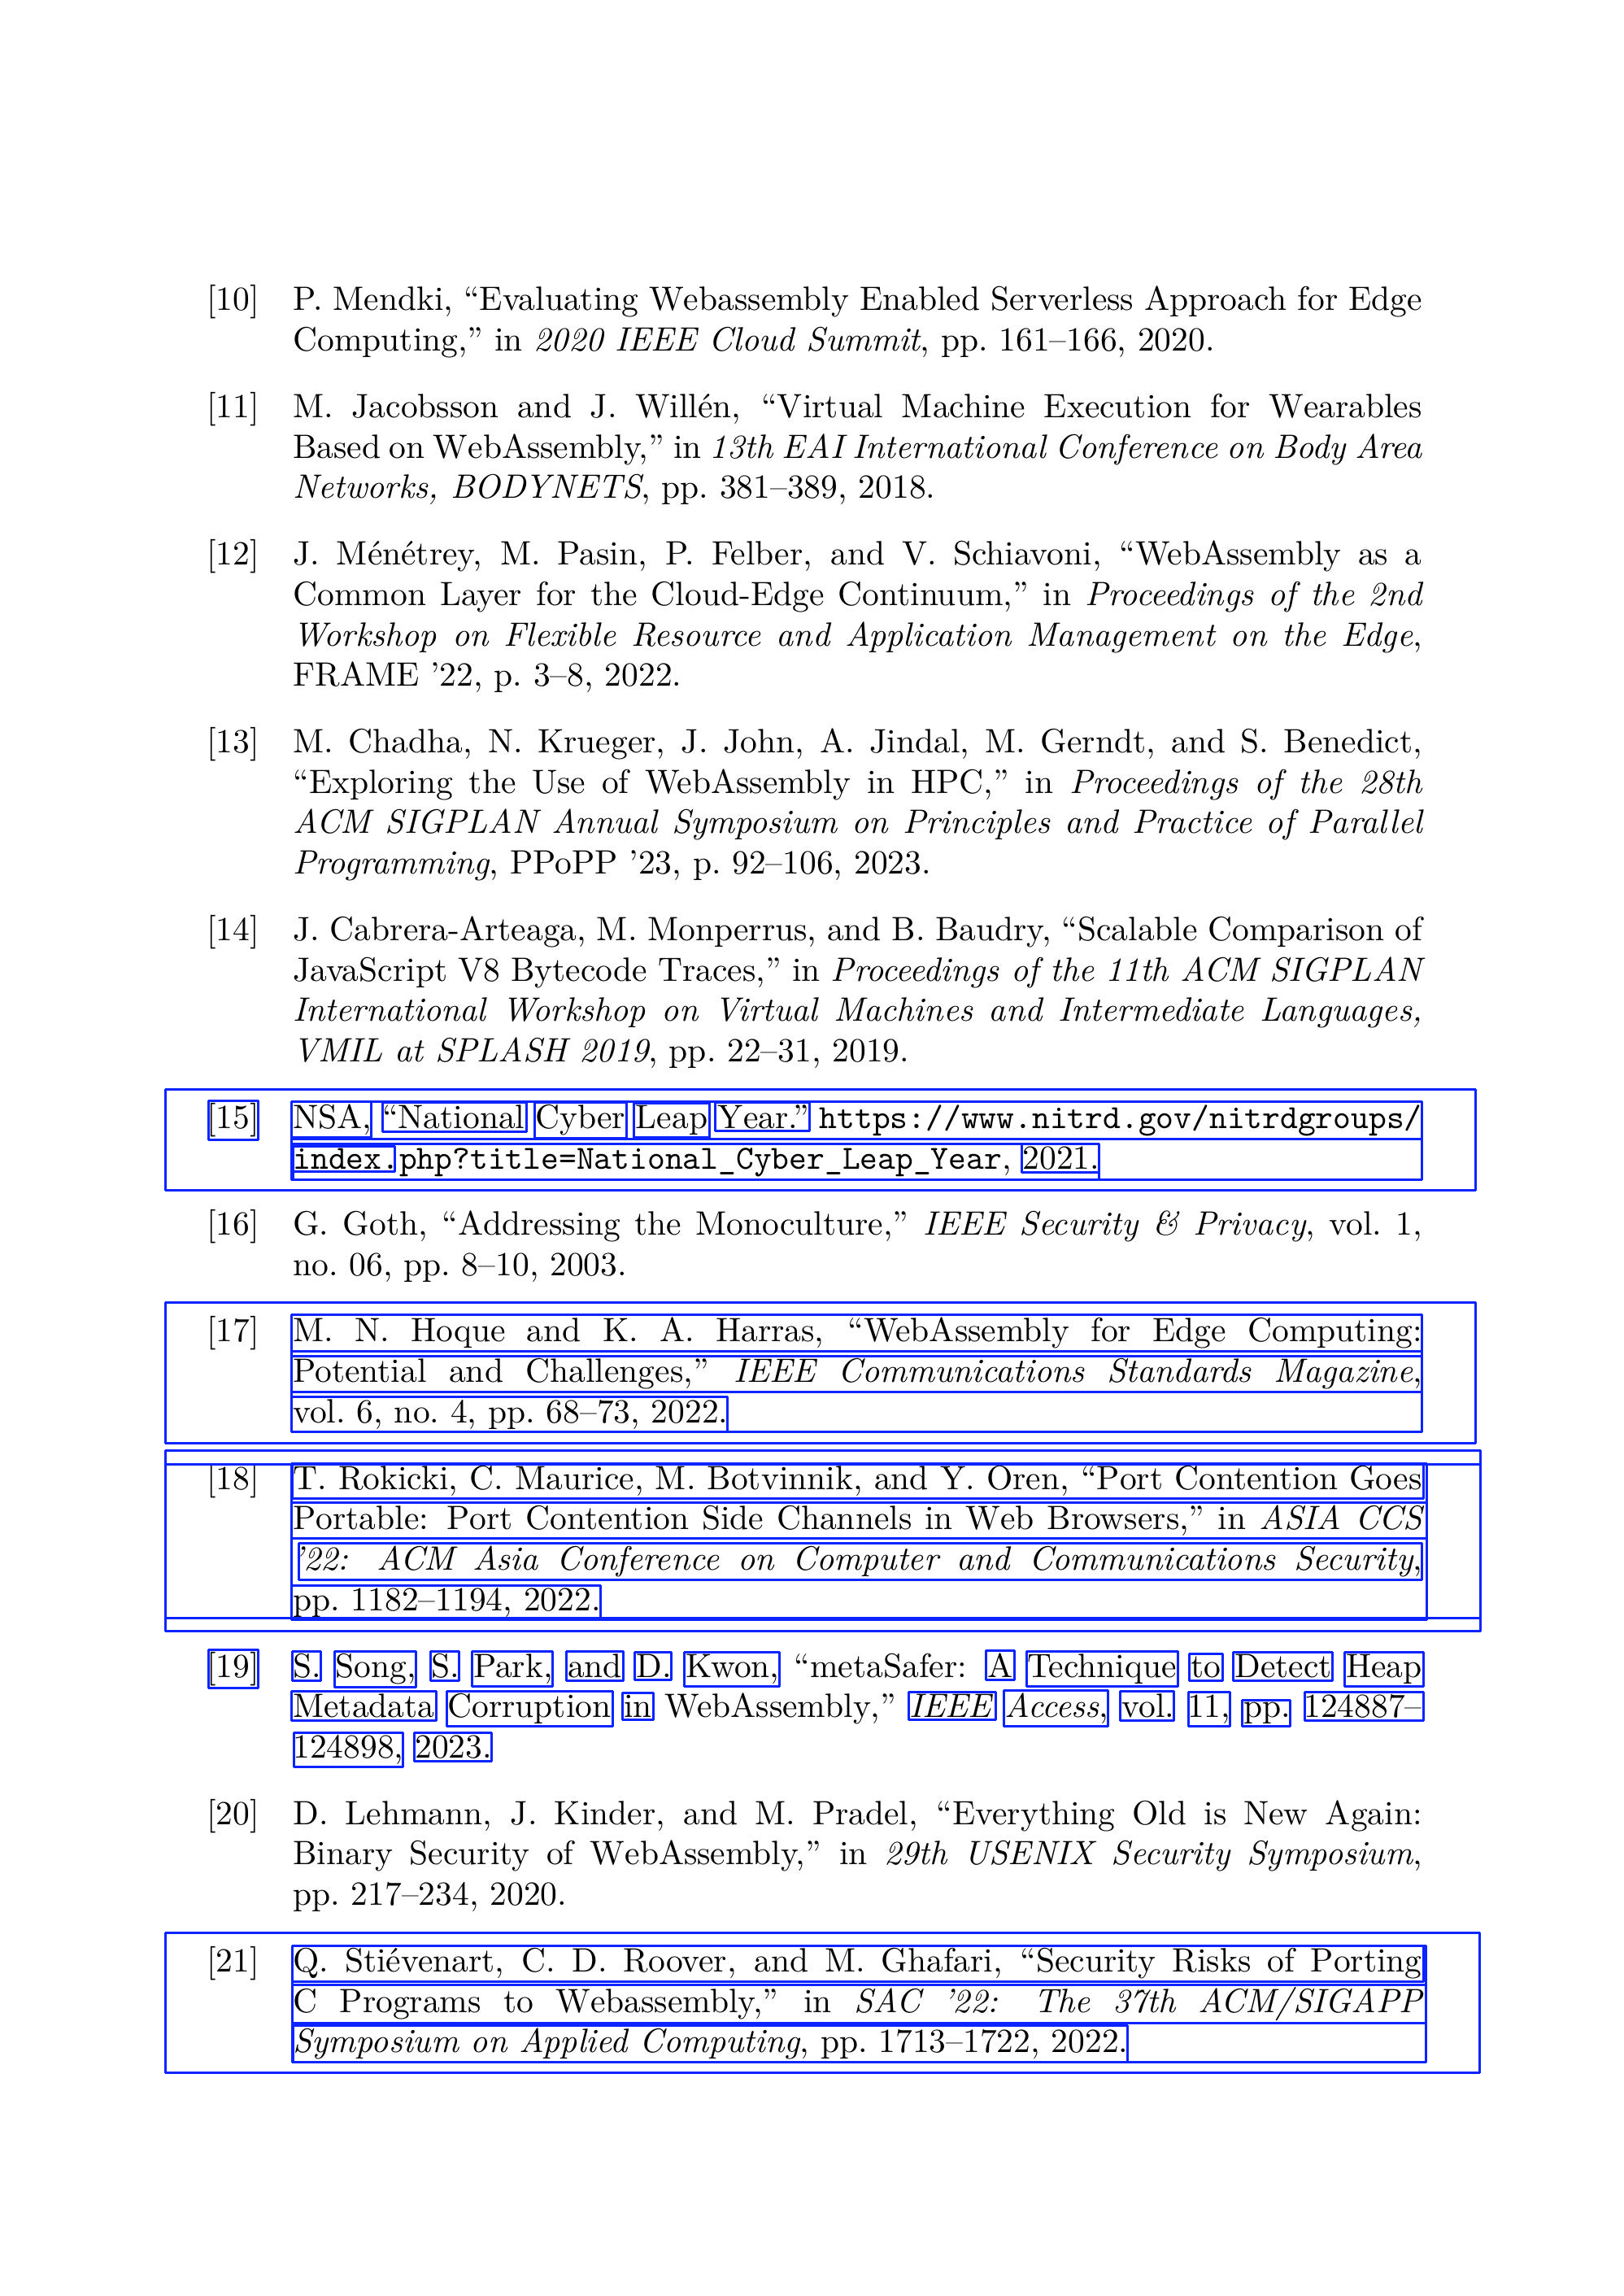 [10] P. Mendki, “Evaluating Webassembly Enabled Serverless Approach for Edge
Computing,” in 2020 IEEE Cloud Summit, pp. 161–166, 2020.
[11] M. Jacobsson and J. Willén, “Virtual Machine Execution for Wearables
Based on WebAssembly,” in 13th EAI International Conference on Body Area
Networks, BODYNETS, pp. 381–389, 2018.
[12] J. Ménétrey, M. Pasin, P. Felber, and V. Schiavoni, “WebAssembly as a
Common Layer for the Cloud-Edge Continuum,” in Proceedings of the 2nd
Workshop on Flexible Resource and Application Management on the Edge,
FRAME ’22, p. 3–8, 2022.
[13] M. Chadha, N. Krueger, J. John, A. Jindal, M. Gerndt, and S. Benedict,
“Exploring the Use of WebAssembly in HPC,” in Proceedings of the 28th
ACM SIGPLAN Annual Symposium on Principles and Practice of Parallel
Programming, PPoPP ’23, p. 92–106, 2023.
[14] J. Cabrera-Arteaga, M. Monperrus, and B. Baudry, “Scalable Comparison of
JavaScript V8 Bytecode Traces,” in Proceedings of the 11th ACM SIGPLAN
International Workshop on Virtual Machines and Intermediate Languages,
VMIL at SPLASH 2019, pp. 22–31, 2019.
[15] NSA, “National Cyber Leap Year.” https://www.nitrd.gov/nitrdgroups/
index.php?title=National_Cyber_Leap_Year, 2021.
[16] G. Goth, “Addressing the Monoculture,” IEEE Security & Privacy, vol. 1,
no. 06, pp. 8–10, 2003.
[17] M. N. Hoque and K. A. Harras, “WebAssembly for Edge Computing:
Potential and Challenges,” IEEE Communications Standards Magazine,
vol. 6, no. 4, pp. 68–73, 2022.
[18] T. Rokicki, C. Maurice, M. Botvinnik, and Y. Oren, “Port Contention Goes
Portable: Port Contention Side Channels in Web Browsers,” in ASIA CCS
’22: ACM Asia Conference on Computer and Communications Security,
pp. 1182–1194, 2022.
[19] S. Song, S. Park, and D. Kwon, “metaSafer: A Technique to Detect Heap
Metadata Corruption in WebAssembly,” IEEE Access, vol. 11, pp. 124887–
124898, 2023.
[20] D. Lehmann, J. Kinder, and M. Pradel, “Everything Old is New Again:
Binary Security of WebAssembly,” in 29th USENIX Security Symposium,
pp. 217–234, 2020.
[21] Q. Stiévenart, C. D. Roover, and M. Ghafari, “Security Risks of Porting
C Programs to Webassembly,” in SAC ’22: The 37th ACM/SIGAPP
Symposium on Applied Computing, pp. 1713–1722, 2022.